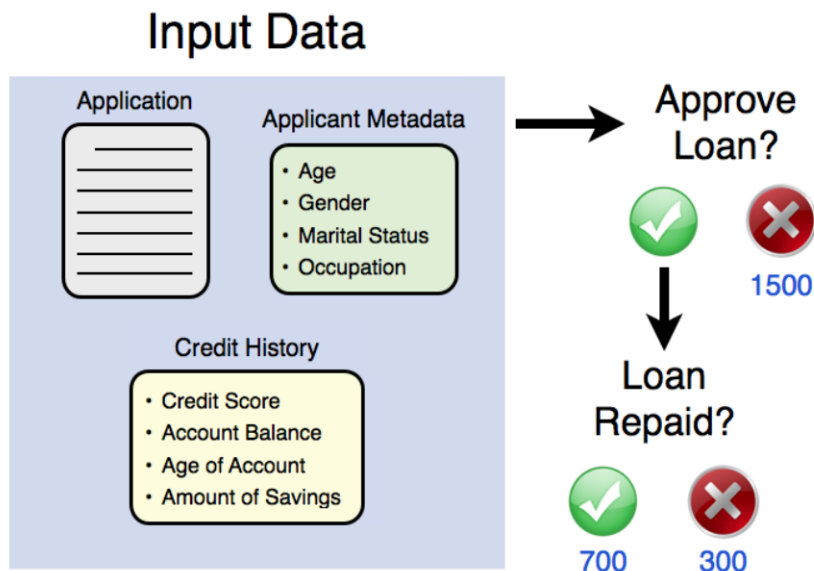 Input Data
Application
Applicant Metadata
• Age
• Gender
• Marital Status
• Occupation
Credit History
• Credit Score
• Account Balance
• Age of Account
• Amount of Savings
Approve
Loan?
1500
Loan
Repaid?
700
300